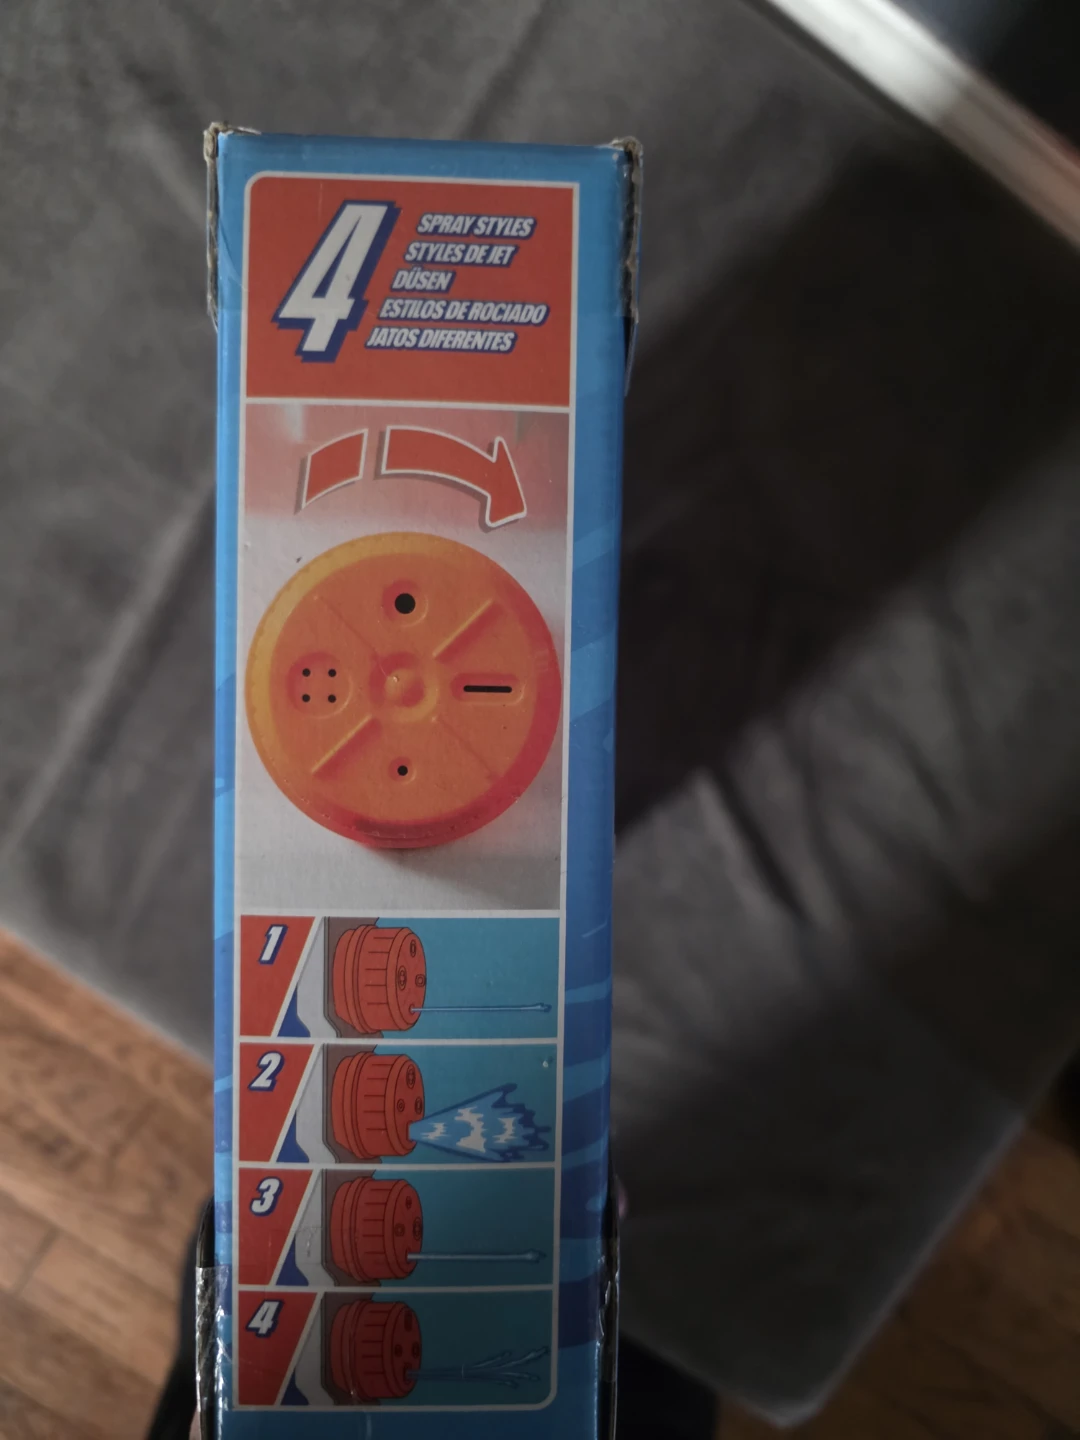 4
SPRAY STYLES
STYLES DE JET
DÜSEN
ESTILOS DE ROCIADO
JATOS DIFERENTES
1
2
3
4